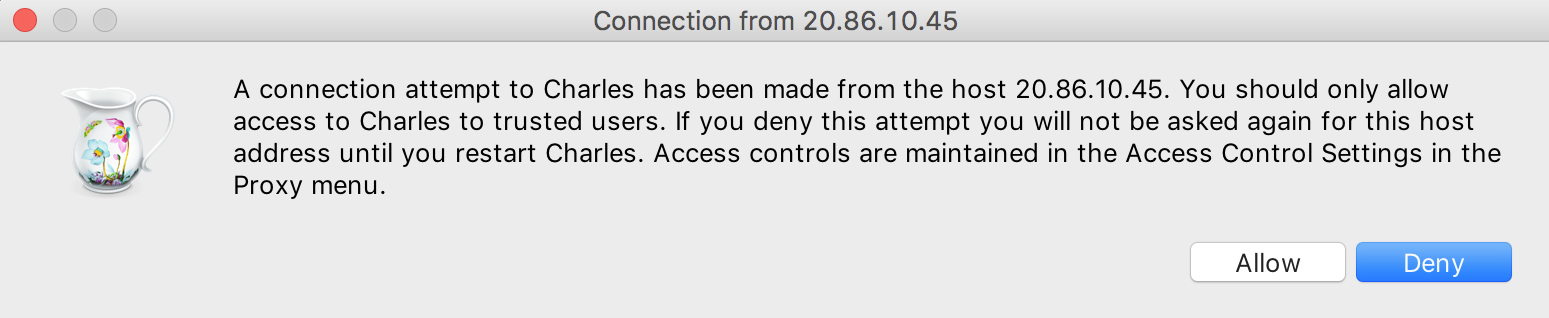 Connection from 20.86.10.45
A connection attempt to Charles has been made from the host 20.86.10.45. You should only allow
access to Charles to trusted users. If you deny this attempt you will not be asked again for this host
address until you restart Charles. Access controls are maintained in the Access Control Settings in the
Proxy menu.
Allow Deny